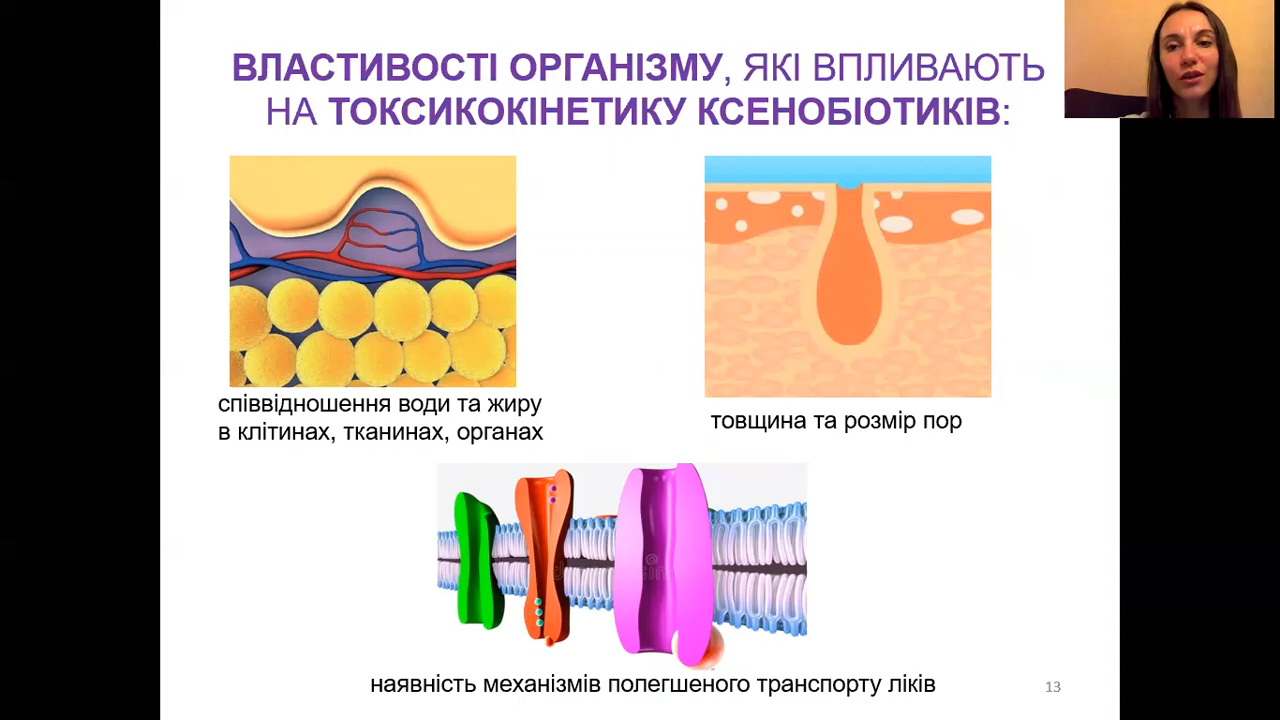 ВЛАСТИВОСТІ ОРГАНІЗМУ, ЯКІ ВПЛИВАЮТЬ
НА ТОКСИКОКІНЕТИКУ КСЕНОБІОТИКІВ:
співвідношення води та жиру
в клітинах, тканинах, органах
товщина та розмір пор
наявність механізмів полегшеного транспорту ліків
13